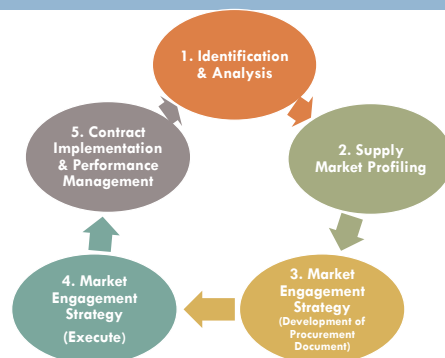 1. Identification
& Analysis
2. Supply
Market Profiling
3. Market
Engagement
Strategy
(Development of
Procurement
Document)
4. Market
Engagement
Strategy
(Execute)
5. Contract
Implementation
& Performance
Management